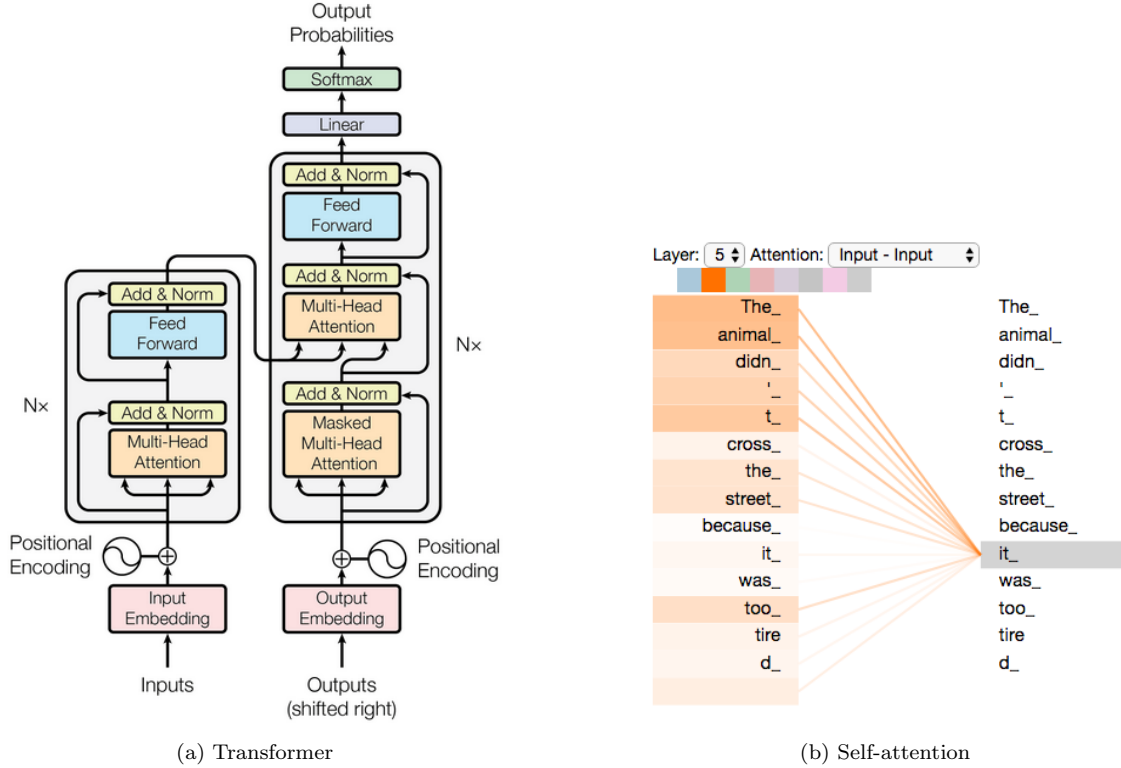 Output
Probabilities
Softmax
Linear
Add & Norm
Feed
Forward
Add & Norm
Multi-Head
Attention
Nx
Add & Norm
Masked
Multi-Head
Attention
Positional
Encoding
Output
Embedding
Outputs
(shifted right)
Add & Norm
Feed
Forward
Nx
Add & Norm
Multi-Head
Attention
Positional
Encoding
Input
Embedding
Inputs
(a) Transformer
Layer: 5 Attention: Input - Input
The_ The_
animal_ animal_
didn_ didn_
'_ '_
t_ t_
cross_ cross_
the_ the_
street_ street_
because_ because_
it_ it_
was_ was_
too_ too_
tire tire
d_ d_
(b) Self-attention